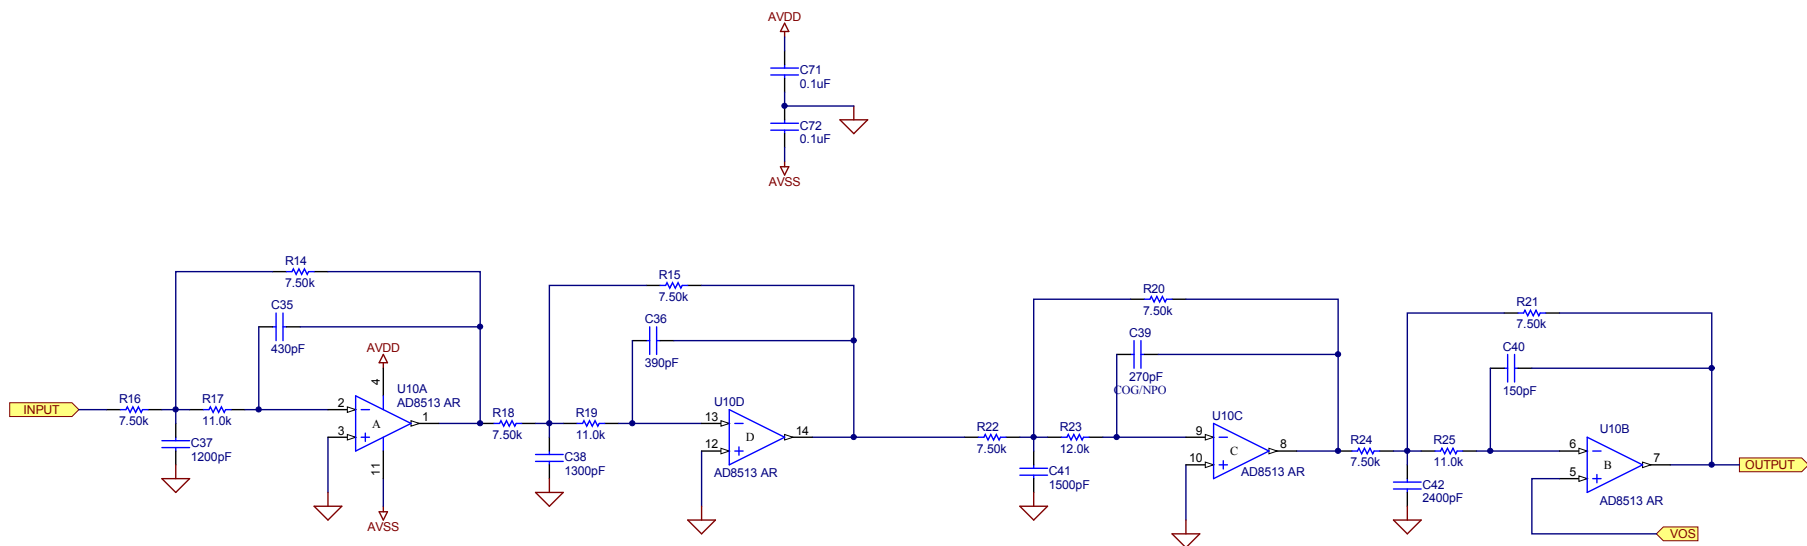 AVDD
C71
0.1uF
C72
0.1uF
AVSS
R14
7.50k
C35
430pF
AVDD
4
U10A
AD8513 AR
INPUT
R16
7.50k
R17
11.0k
2
3
A
1
11
C37
1200pF
AVSS
R15
7.50k
C36
390pF
U10D
R18
7.50k
R19
11.0k
13
12
D
14
AD8513 AR
C38
1300pF
R20
7.50k
C39
270pF
COG/NPO
U10C
R22
7.50k
R23
12.0k
9
10
C
8
AD8513 AR
C41
1500pF
R21
7.50k
C40
150pF
U10B
R24
7.50k
R25
11.0k
6
5
B
7
AD8513 AR
C42
2400pF
OUTPUT
VOS